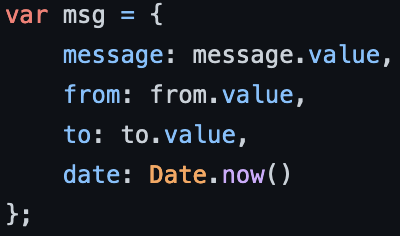 var msg = {
    message: message.value,
    from: from.value,
    to: to.value,
    date: Date.now()
};